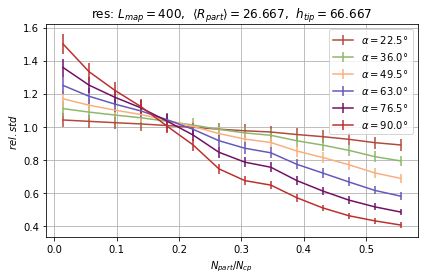 res: L_map = 400, ⟨R_part⟩ = 26.667, h_tip = 66.667
1.6
1.4
1.2
1.0
0.8
0.6
0.4
rel. std
α = 22.5°
α = 36.0°
α = 49.5°
α = 63.0°
α = 76.5°
α = 90.0°
0.0 0.1 0.2 0.3 0.4 0.5
N_part/N_cp